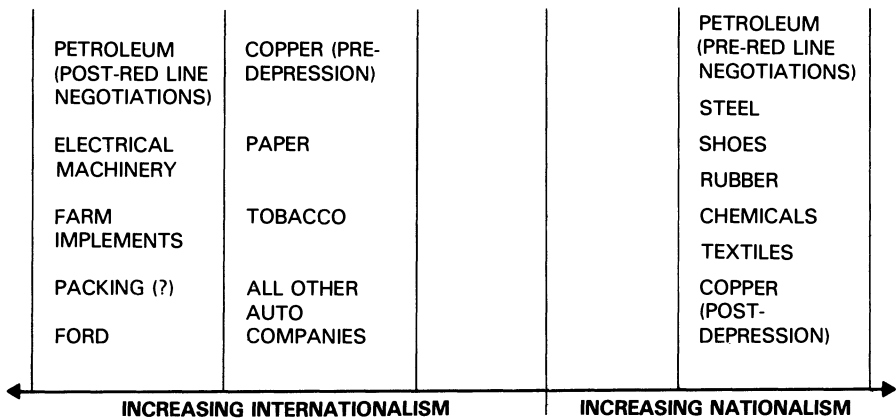 PETROLEUM
(POST-RED LINE
NEGOTIATIONS)
ELECTRICAL
MACHINERY
FARM
IMPLEMENTS
PACKING (?)
FORD
COPPER (PRE-
DEPRESSION)
PAPER
TOBACCO
ALL OTHER
AUTO
COMPANIES
PETROLEUM
(PRE-RED LINE
NEGOTIATIONS)
STEEL
SHOES
RUBBER
CHEMICALS
TEXTILES
COPPER
(POST-
DEPRESSION)
INCREASING INTERNATIONALISM
INCREASING NATIONALISM